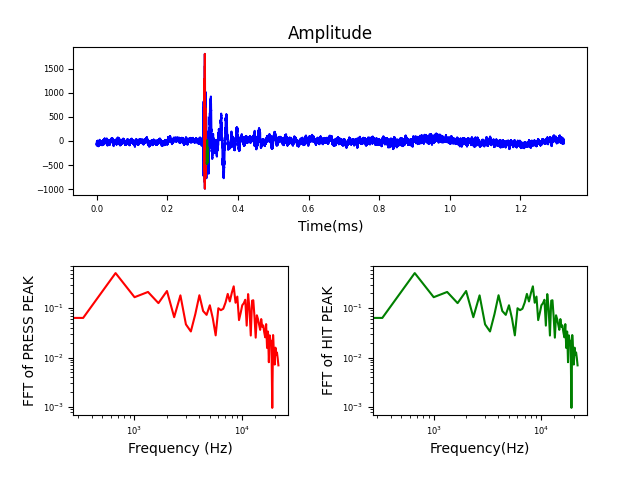 Amplitude
1500
1000
500
0
−500
−1000
0.0 0.2 0.4 0.6 0.8 1.0 1.2
Time(ms)
FFT of PRESS PEAK
10⁻¹
10⁻²
10⁻³
10³ 10⁴
Frequency (Hz)
FFT of HIT PEAK
10⁻¹
10⁻²
10⁻³
10³ 10⁴
Frequency(Hz)